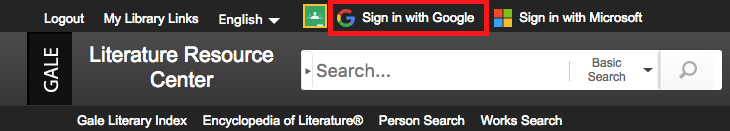 Logout My Library Links English Sign in with Google Sign in with Microsoft
GALE
Literature Resource
Center
Search...
Basic
Search
Gale Literary Index Encyclopedia of Literature® Person Search Works Search